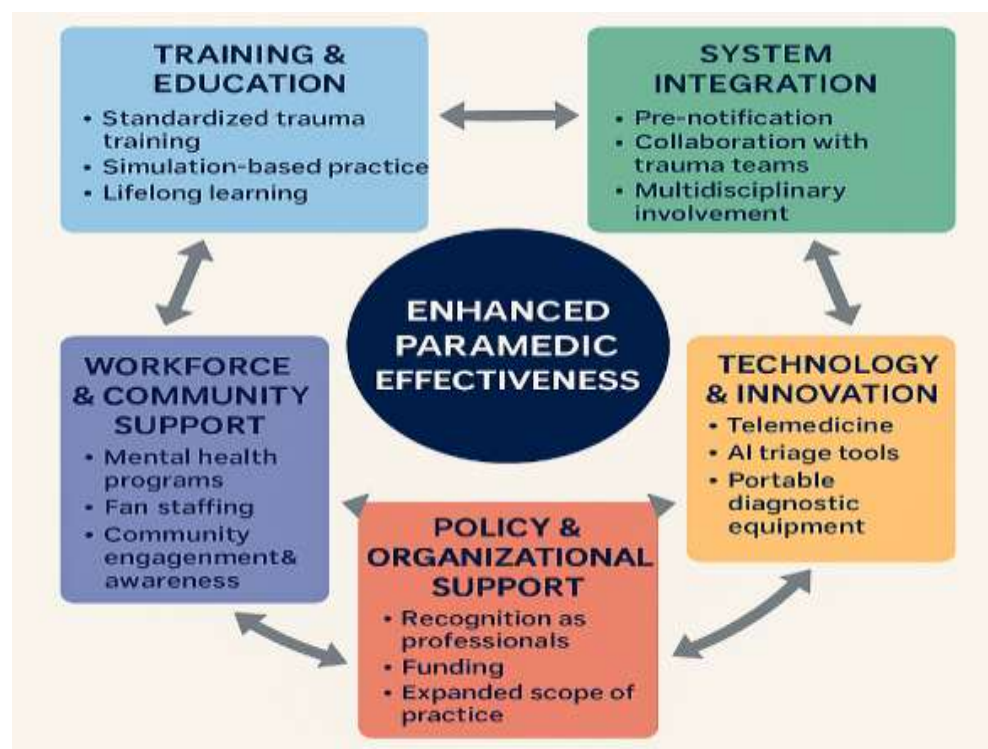 TRAINING &
EDUCATION
• Standardized trauma
training
• Simulation-based practice
• Lifelong learning
SYSTEM
INTEGRATION
• Pre-notification
• Collaboration with
trauma teams
• Multidisciplinary
involvement
ENHANCED
PARAMEDIC
EFFECTIVENESS
WORKFORCE
& COMMUNITY
SUPPORT
• Mental health
programs
• Fan staffing
• Community
engagenment&
awareness
TECHNOLOGY
& INNOVATION
• Telemedicine
• AI triage tools
• Portable
diagnostic
equipment
POLICY &
ORGANIZATIONAL
SUPPORT
• Recognition as
professionals
• Funding
• Expanded scope of
practice